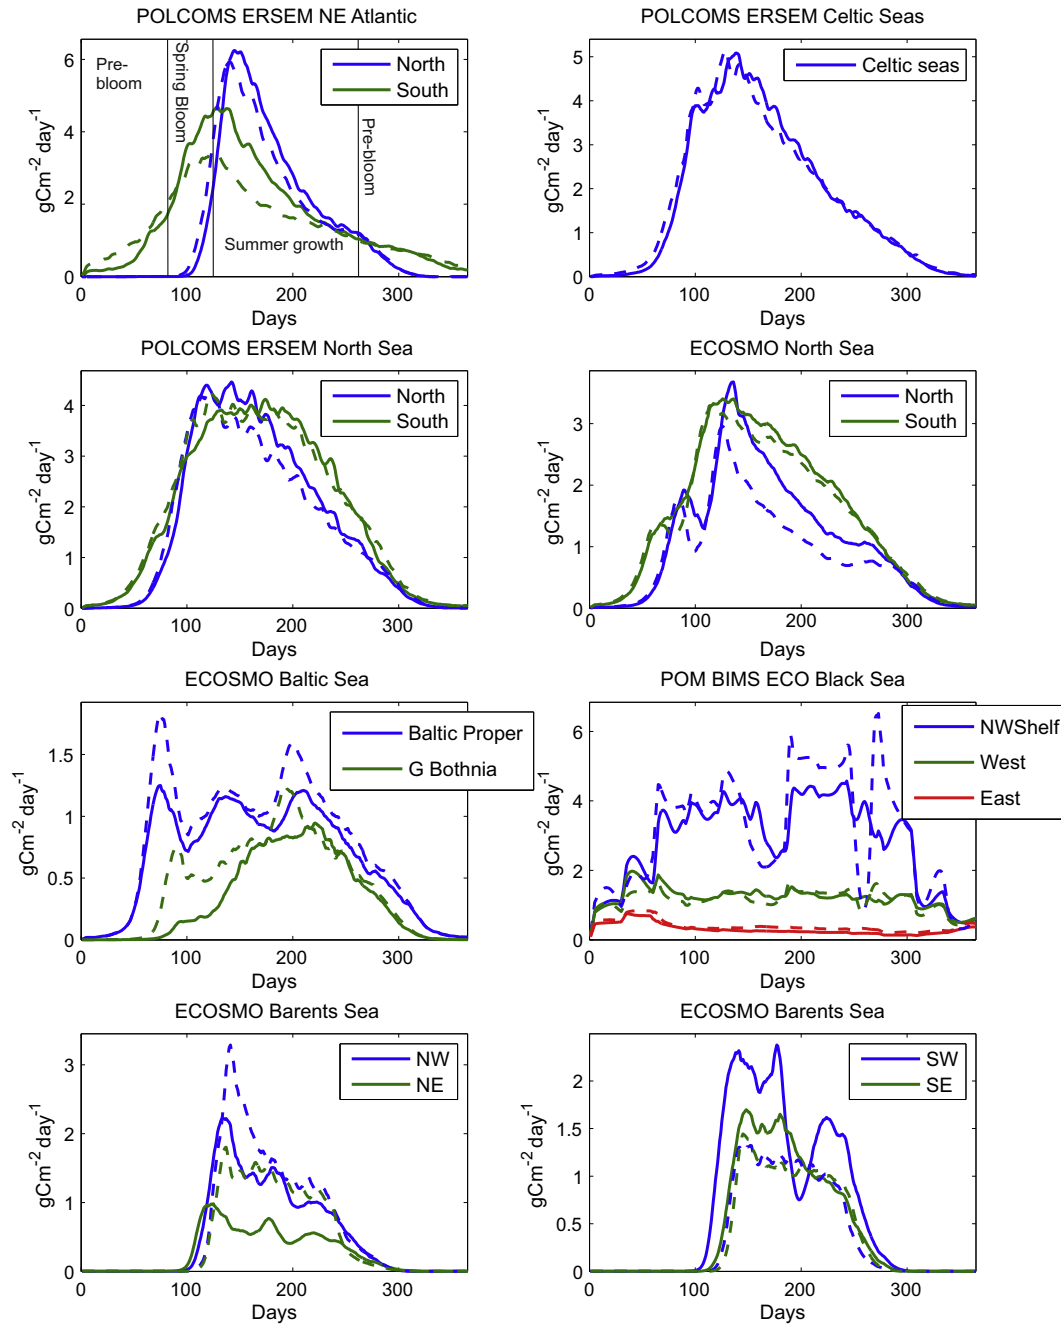 POLCOMS ERSEM NE Atlantic
gCm⁻² day⁻¹
6
4
2
0
Pre-
bloom
Spring Bloom
Pre-bloom
Summer growth
North
South
0 100 200 300
Days
POLCOMS ERSEM Celtic Seas
gCm⁻² day⁻¹
5
4
3
2
1
0
Celtic seas
0 100 200 300
Days
POLCOMS ERSEM North Sea
gCm⁻² day⁻¹
4
3
2
1
0
North
South
0 100 200 300
Days
ECOSMO North Sea
gCm⁻² day⁻¹
3
2
1
0
North
South
0 100 200 300
Days
ECOSMO Baltic Sea
gCm⁻² day⁻¹
1.5
1
0.5
0
Baltic Proper
G Bothnia
0 100 200 300
Days
POM BIMS ECO Black Sea
gCm⁻² day⁻¹
6
4
2
0
NWShelf
West
East
0 100 200 300
Days
ECOSMO Barents Sea
gCm⁻² day⁻¹
3
2
1
0
NW
NE
0 100 200 300
Days
ECOSMO Barents Sea
gCm⁻² day⁻¹
2
1.5
1
0.5
0
SW
SE
0 100 200 300
Days